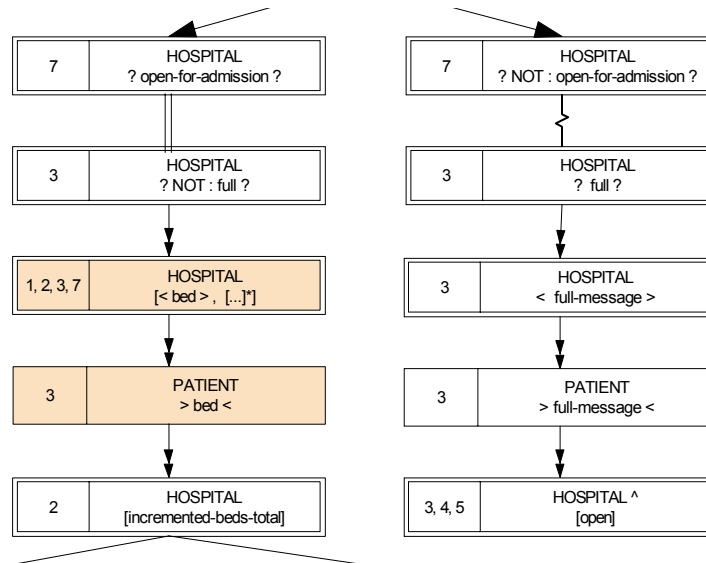 7
HOSPITAL
? open-for-admission ?
7
HOSPITAL
? NOT : open-for-admission ?
3
HOSPITAL
? NOT : full ?
3
HOSPITAL
? full ?
1, 2, 3, 7
HOSPITAL
[< bed > , [...]*]
3
HOSPITAL
< full-message >
3
PATIENT
> bed <
3
PATIENT
> full-message <
2
HOSPITAL
[incremented-beds-total]
3, 4, 5
HOSPITAL ^
[open]